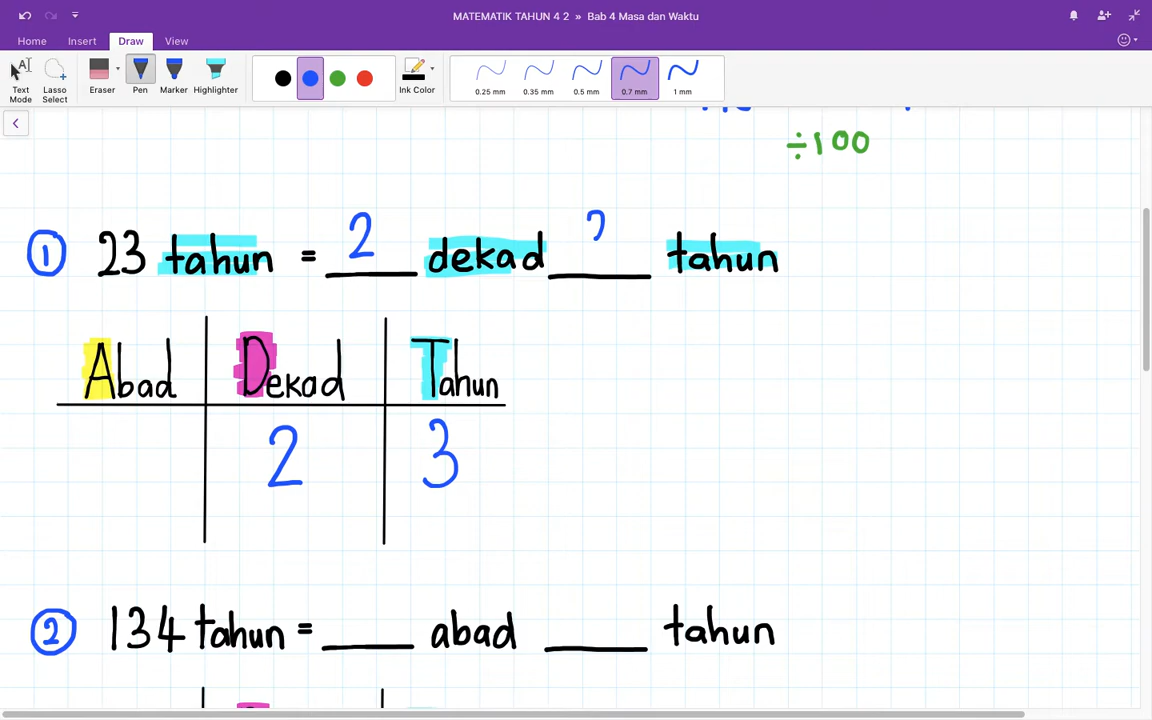 MATEMATIK TAHUN 4 2 » Bab 4 Masa dan Waktu
Home Insert Draw View
Text Mode
Lasso Select
Eraser
Pen
Marker
Highlighter
Ink Color
0.25 mm 0.35 mm 0.5 mm 0.7 mm 1 mm
÷100
1 23 tahun = 2 dekad ___ tahun
Abad Dekad Tahun
2 3
2 134 tahun = ___ abad ___ tahun